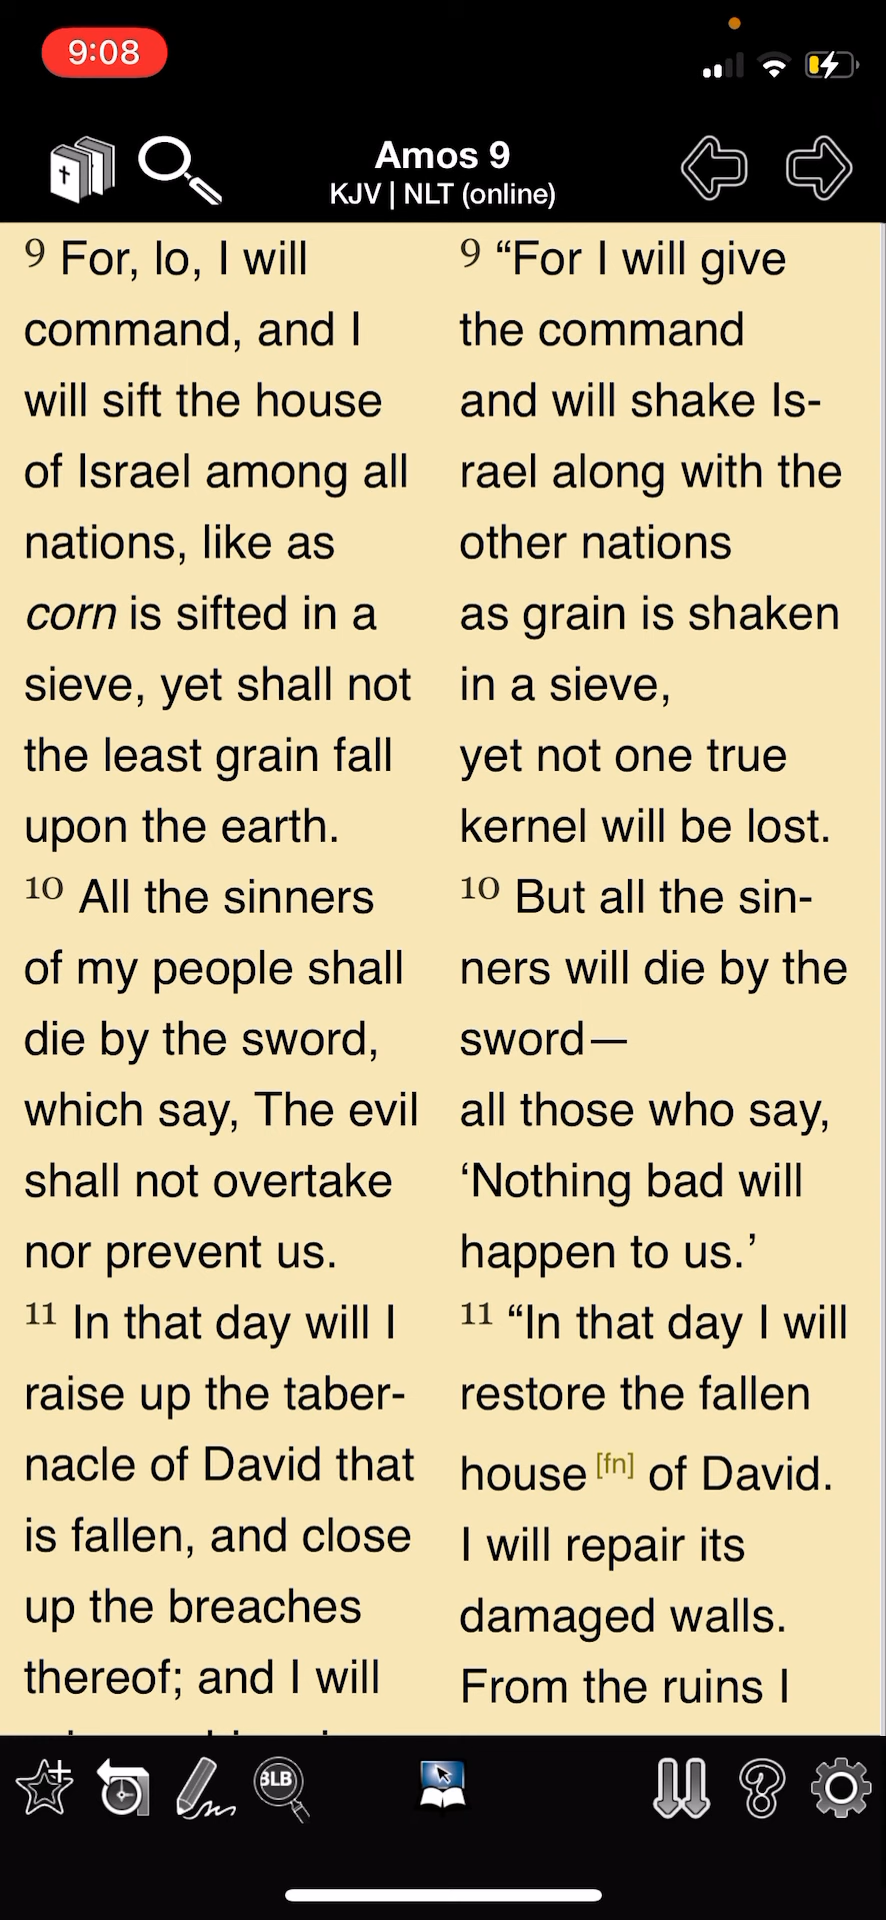 9:08
Amos 9
KJV | NLT (online)
9 For, lo, I will
command, and I
will sift the house
of Israel among all
nations, like as
corn is sifted in a
sieve, yet shall not
the least grain fall
upon the earth.
10 All the sinners
of my people shall
die by the sword,
which say, The evil
shall not overtake
nor prevent us.
11 In that day will I
raise up the taber-
nacle of David that
is fallen, and close
up the breaches
thereof; and I will
9 “For I will give
the command
and will shake Is-
rael along with the
other nations
as grain is shaken
in a sieve,
yet not one true
kernel will be lost.
10 But all the sin-
ners will die by the
sword—
all those who say,
‘Nothing bad will
happen to us.’
11 “In that day I will
restore the fallen
house [fn] of David.
I will repair its
damaged walls.
From the ruins I
BLB